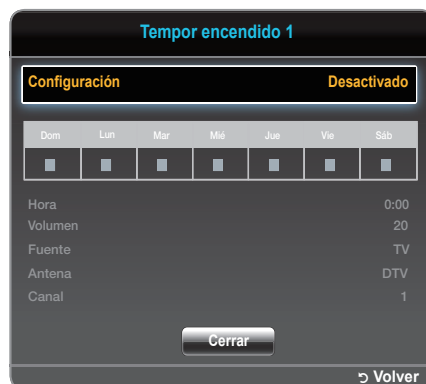 Tempor encendido 1
Configuración Desactivado
Dom Lun Mar Mié Jue Vie Sáb
Hora 0:00
Volumen 20
Fuente TV
Antena DTV
Canal 1
Cerrar
Volver